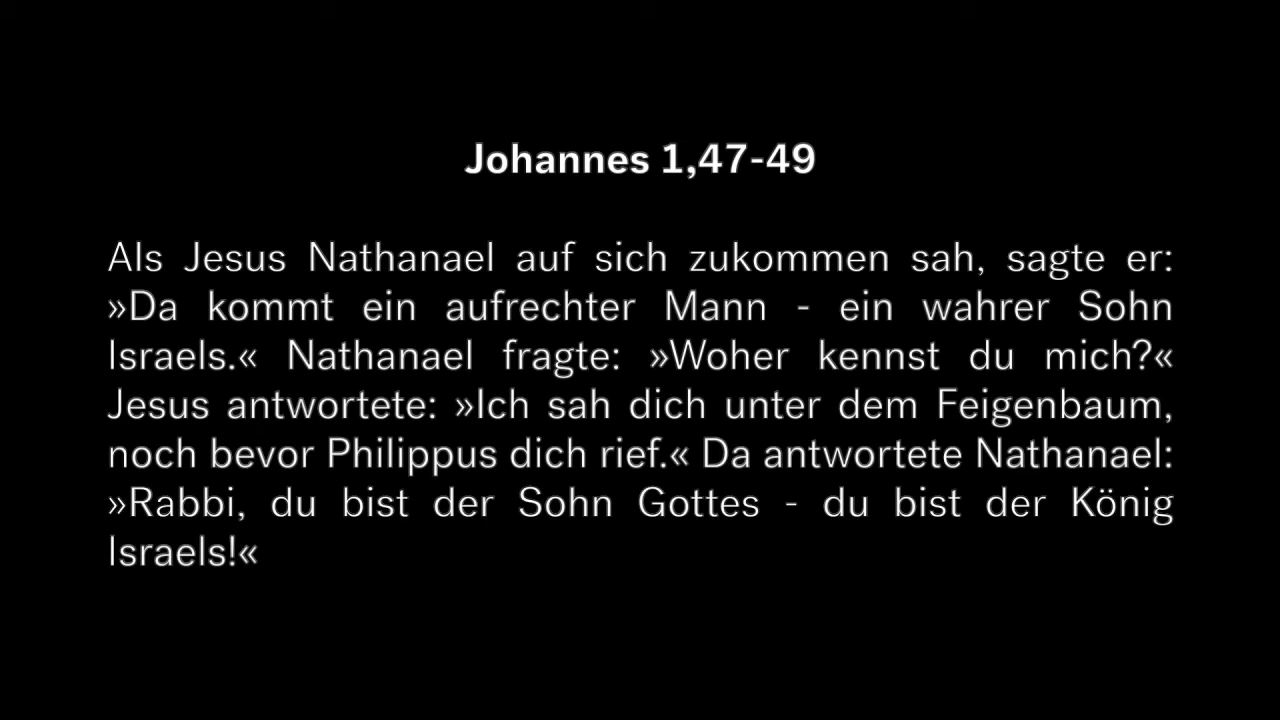 Johannes 1,47-49
Als Jesus Nathanael auf sich zukommen sah, sagte er:
»Da kommt ein aufrechter Mann - ein wahrer Sohn
Israels.« Nathanael fragte: »Woher kennst du mich?«
Jesus antwortete: »Ich sah dich unter dem Feigenbaum,
noch bevor Philippus dich rief.« Da antwortete Nathanael:
»Rabbi, du bist der Sohn Gottes - du bist der König
Israels!«